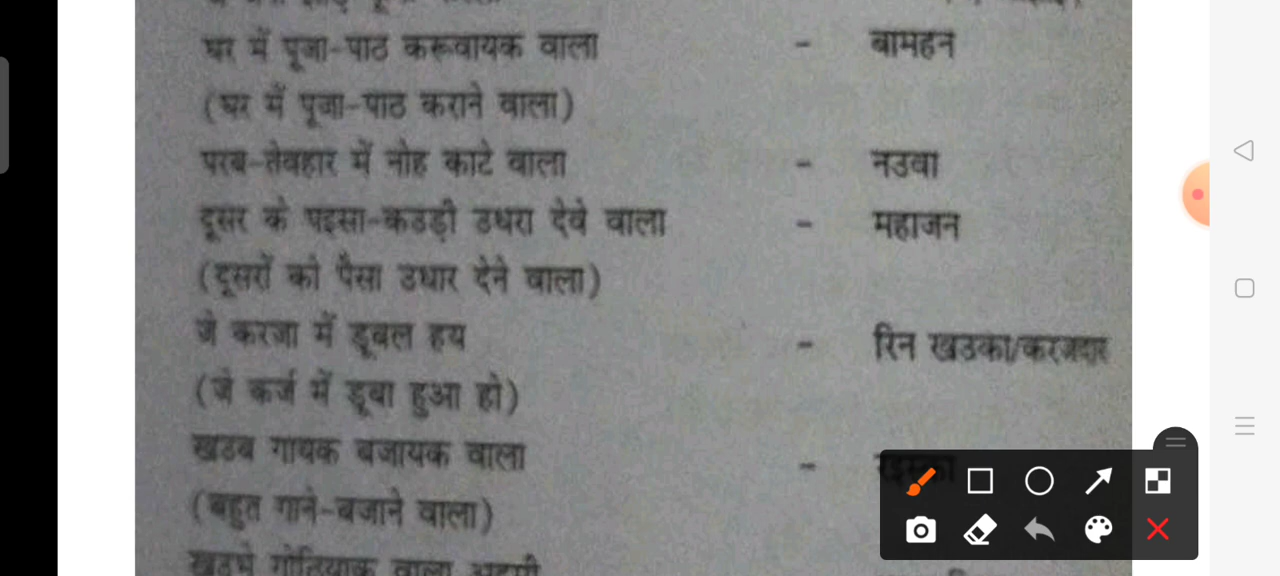 घर में पूजा-पाठ करूवायक वाला - बामहन
(घर में पूजा-पाठ कराने वाला)
परब-तेवहार में नोह काटे वाला - नउवा
दूसर के पइसा-कउड़ी उधरा देवे वाला - महाजन
(दूसरों को पैसा उधार देने वाला)
जे करजा में डूबल हय - रिन खउका/करजदार
(जे कर्ज में डूबा हुआ हो)
खउब गायक बजायक वाला -
(बहुत गाने-बजाने वाला)
वाला